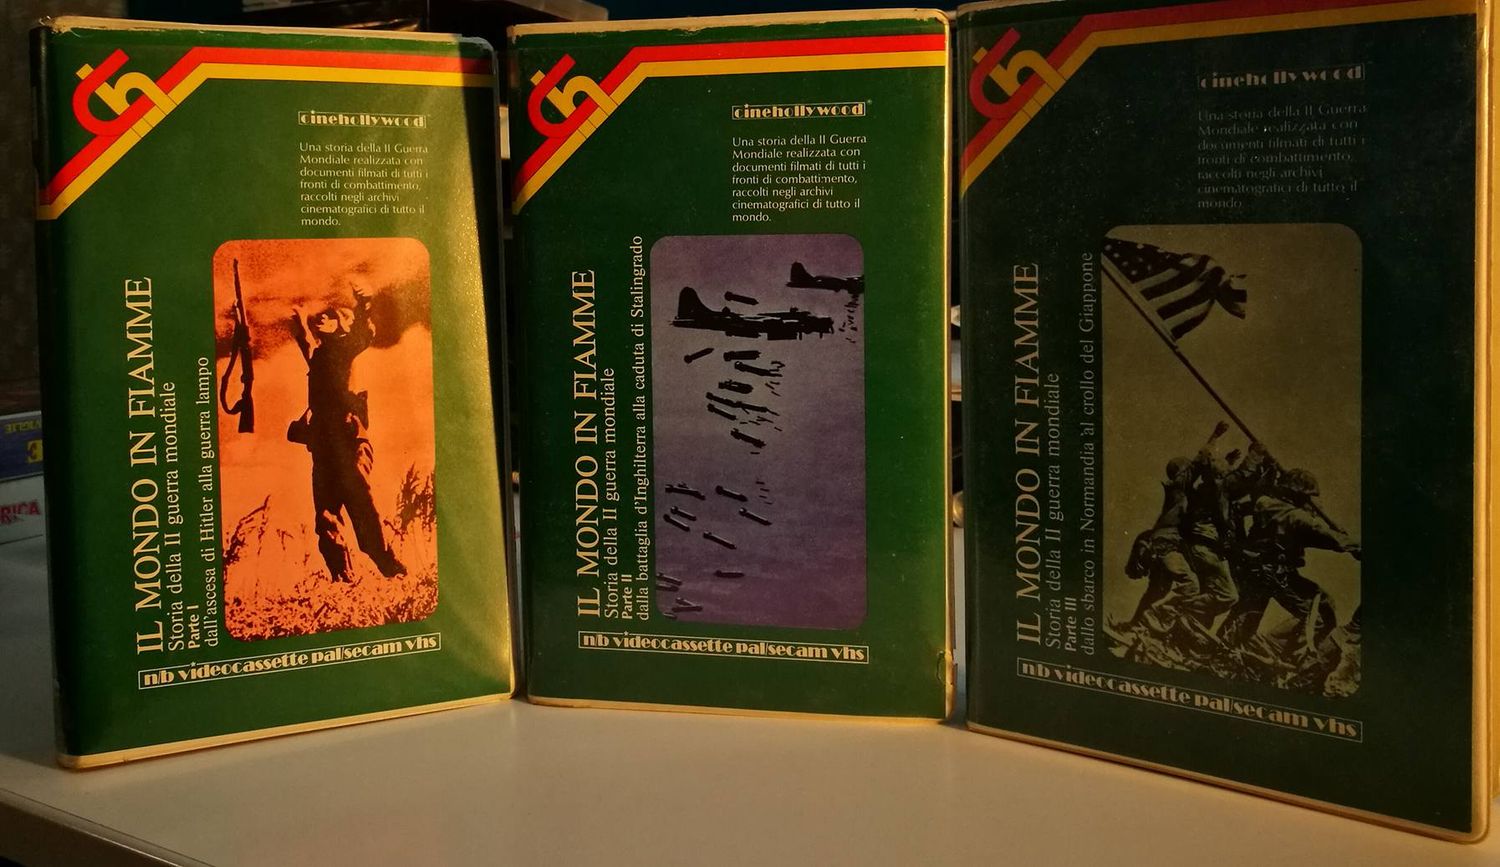 cinehollywood
Una storia della II Guerra
Mondiale realizzata con
documenti filmati di tutti i
fronti di combattimento,
raccolti negli archivi
cinematografici di tutto il
mondo.
IL MONDO IN FIAMME
Storia della II guerra mondiale
Parte I
dall'ascesa di Hitler alla guerra lampo
n/b videocassette pal/secam vhs
cinehollywood
Una storia della II Guerra
Mondiale realizzata con
documenti filmati di tutti i
fronti di combattimento,
raccolti negli archivi
cinematografici di tutto il
mondo.
IL MONDO IN FIAMME
Storia della II guerra mondiale
Parte II
dalla battaglia d'Inghilterra alla caduta di Stalingrado
n/b videocassette pal/secam vhs
cinehollywood
Una storia della II Guerra
Mondiale realizzata con
documenti filmati di tutti i
fronti di combattimento,
raccolti negli archivi
cinematografici di tutto il
mondo.
IL MONDO IN FIAMME
Storia della II guerra mondiale
Parte III
dallo sbarco in Normandia al crollo del Giappone
n/b videocassette pal/secam vhs